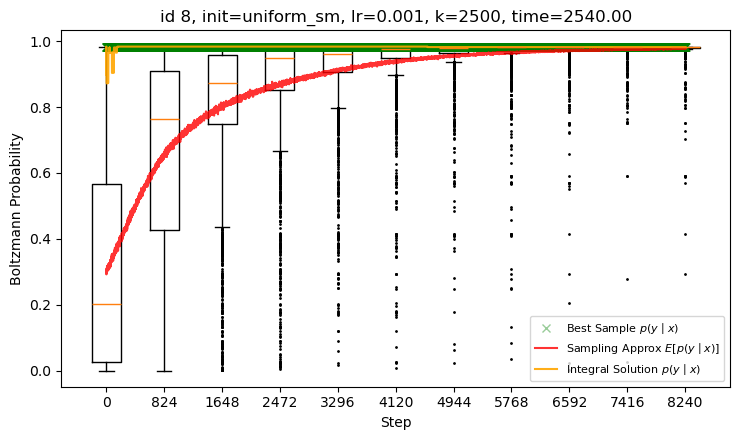 id 8, init=uniform_sm, lr=0.001, k=2500, time=2540.00
Boltzmann Probability
1.0
0.8
0.6
0.4
0.2
0.0
Best Sample p(y | x)
Sampling Approx E[p(y | x)]
Integral Solution p(y | x)
0 824 1648 2472 3296 4120 4944 5768 6592 7416 8240
Step